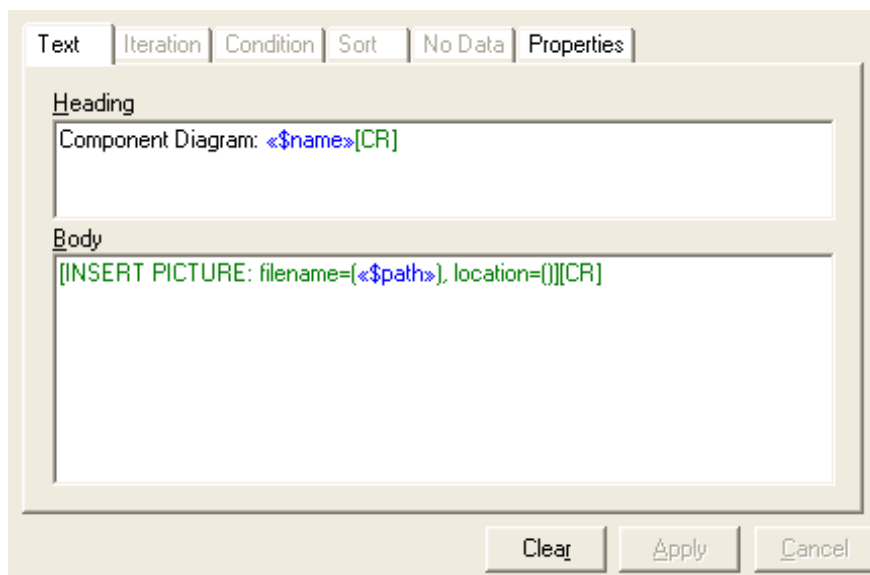 Text Iteration Condition Sort No Data Properties
Heading
Component Diagram: «$name»[CR]
Body
[INSERT PICTURE: filename=(«$path»), location=()][CR]
Clear Apply Cancel